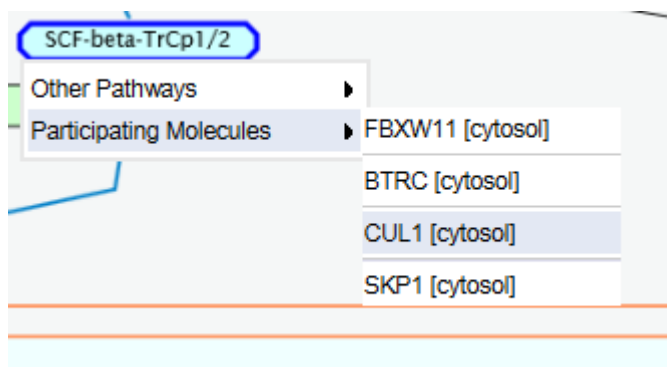 SCF-beta-TrCp1/2
Other Pathways
Participating Molecules
FBXW11 [cytosol]
BTRC [cytosol]
CUL1 [cytosol]
SKP1 [cytosol]